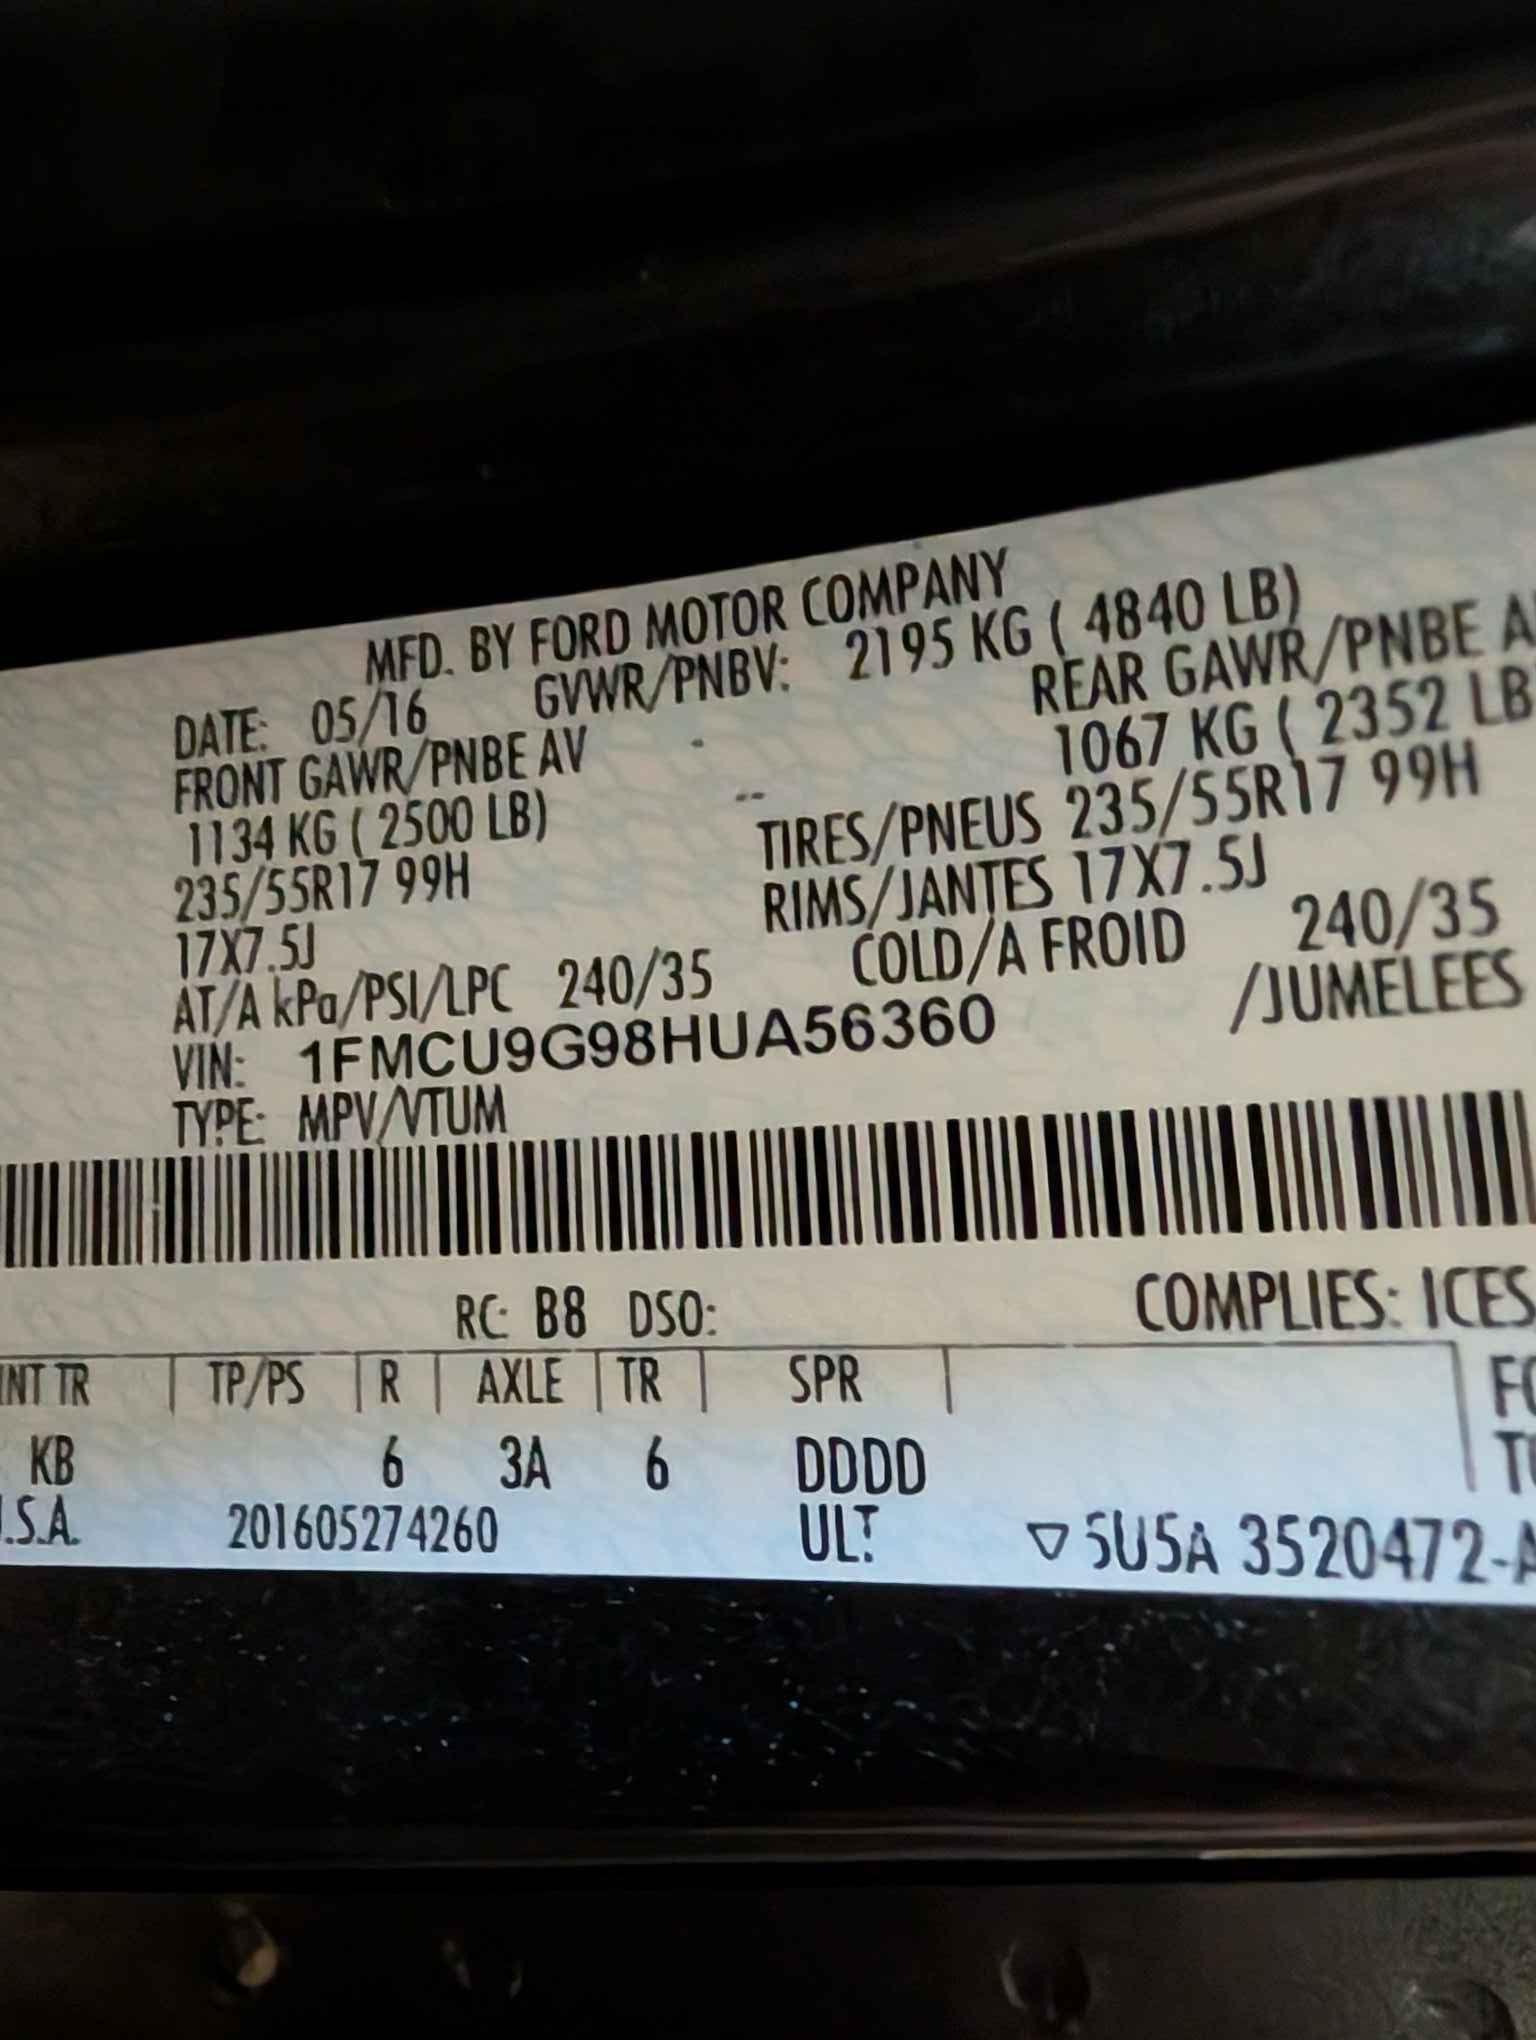 MFD. BY FORD MOTOR COMPANY
DATE: 05/16 GVWR/PNBV: 2195 KG ( 4840 LB)
FRONT GAWR/PNBE AV REAR GAWR/PNBE A
1134 KG ( 2500 LB) 1067 KG ( 2352 LB
235/55R17 99H TIRES/PNEUS 235/55R17 99H
17X7.5J RIMS/JANTES 17X7.5J
AT/A kPa/PSI/LPC 240/35 COLD/A FROID 240/35
VIN: 1FMCU9G98HUA56360 /JUMELEES
TYPE: MPV/VTUM
RC: B8 DSO: COMPLIES: ICES
INT TR TP/PS R AXLE TR SPR
KB 6 3A 6 DDDD
.S.A. 201605274260 ULT ▽5U5A 3520472-A